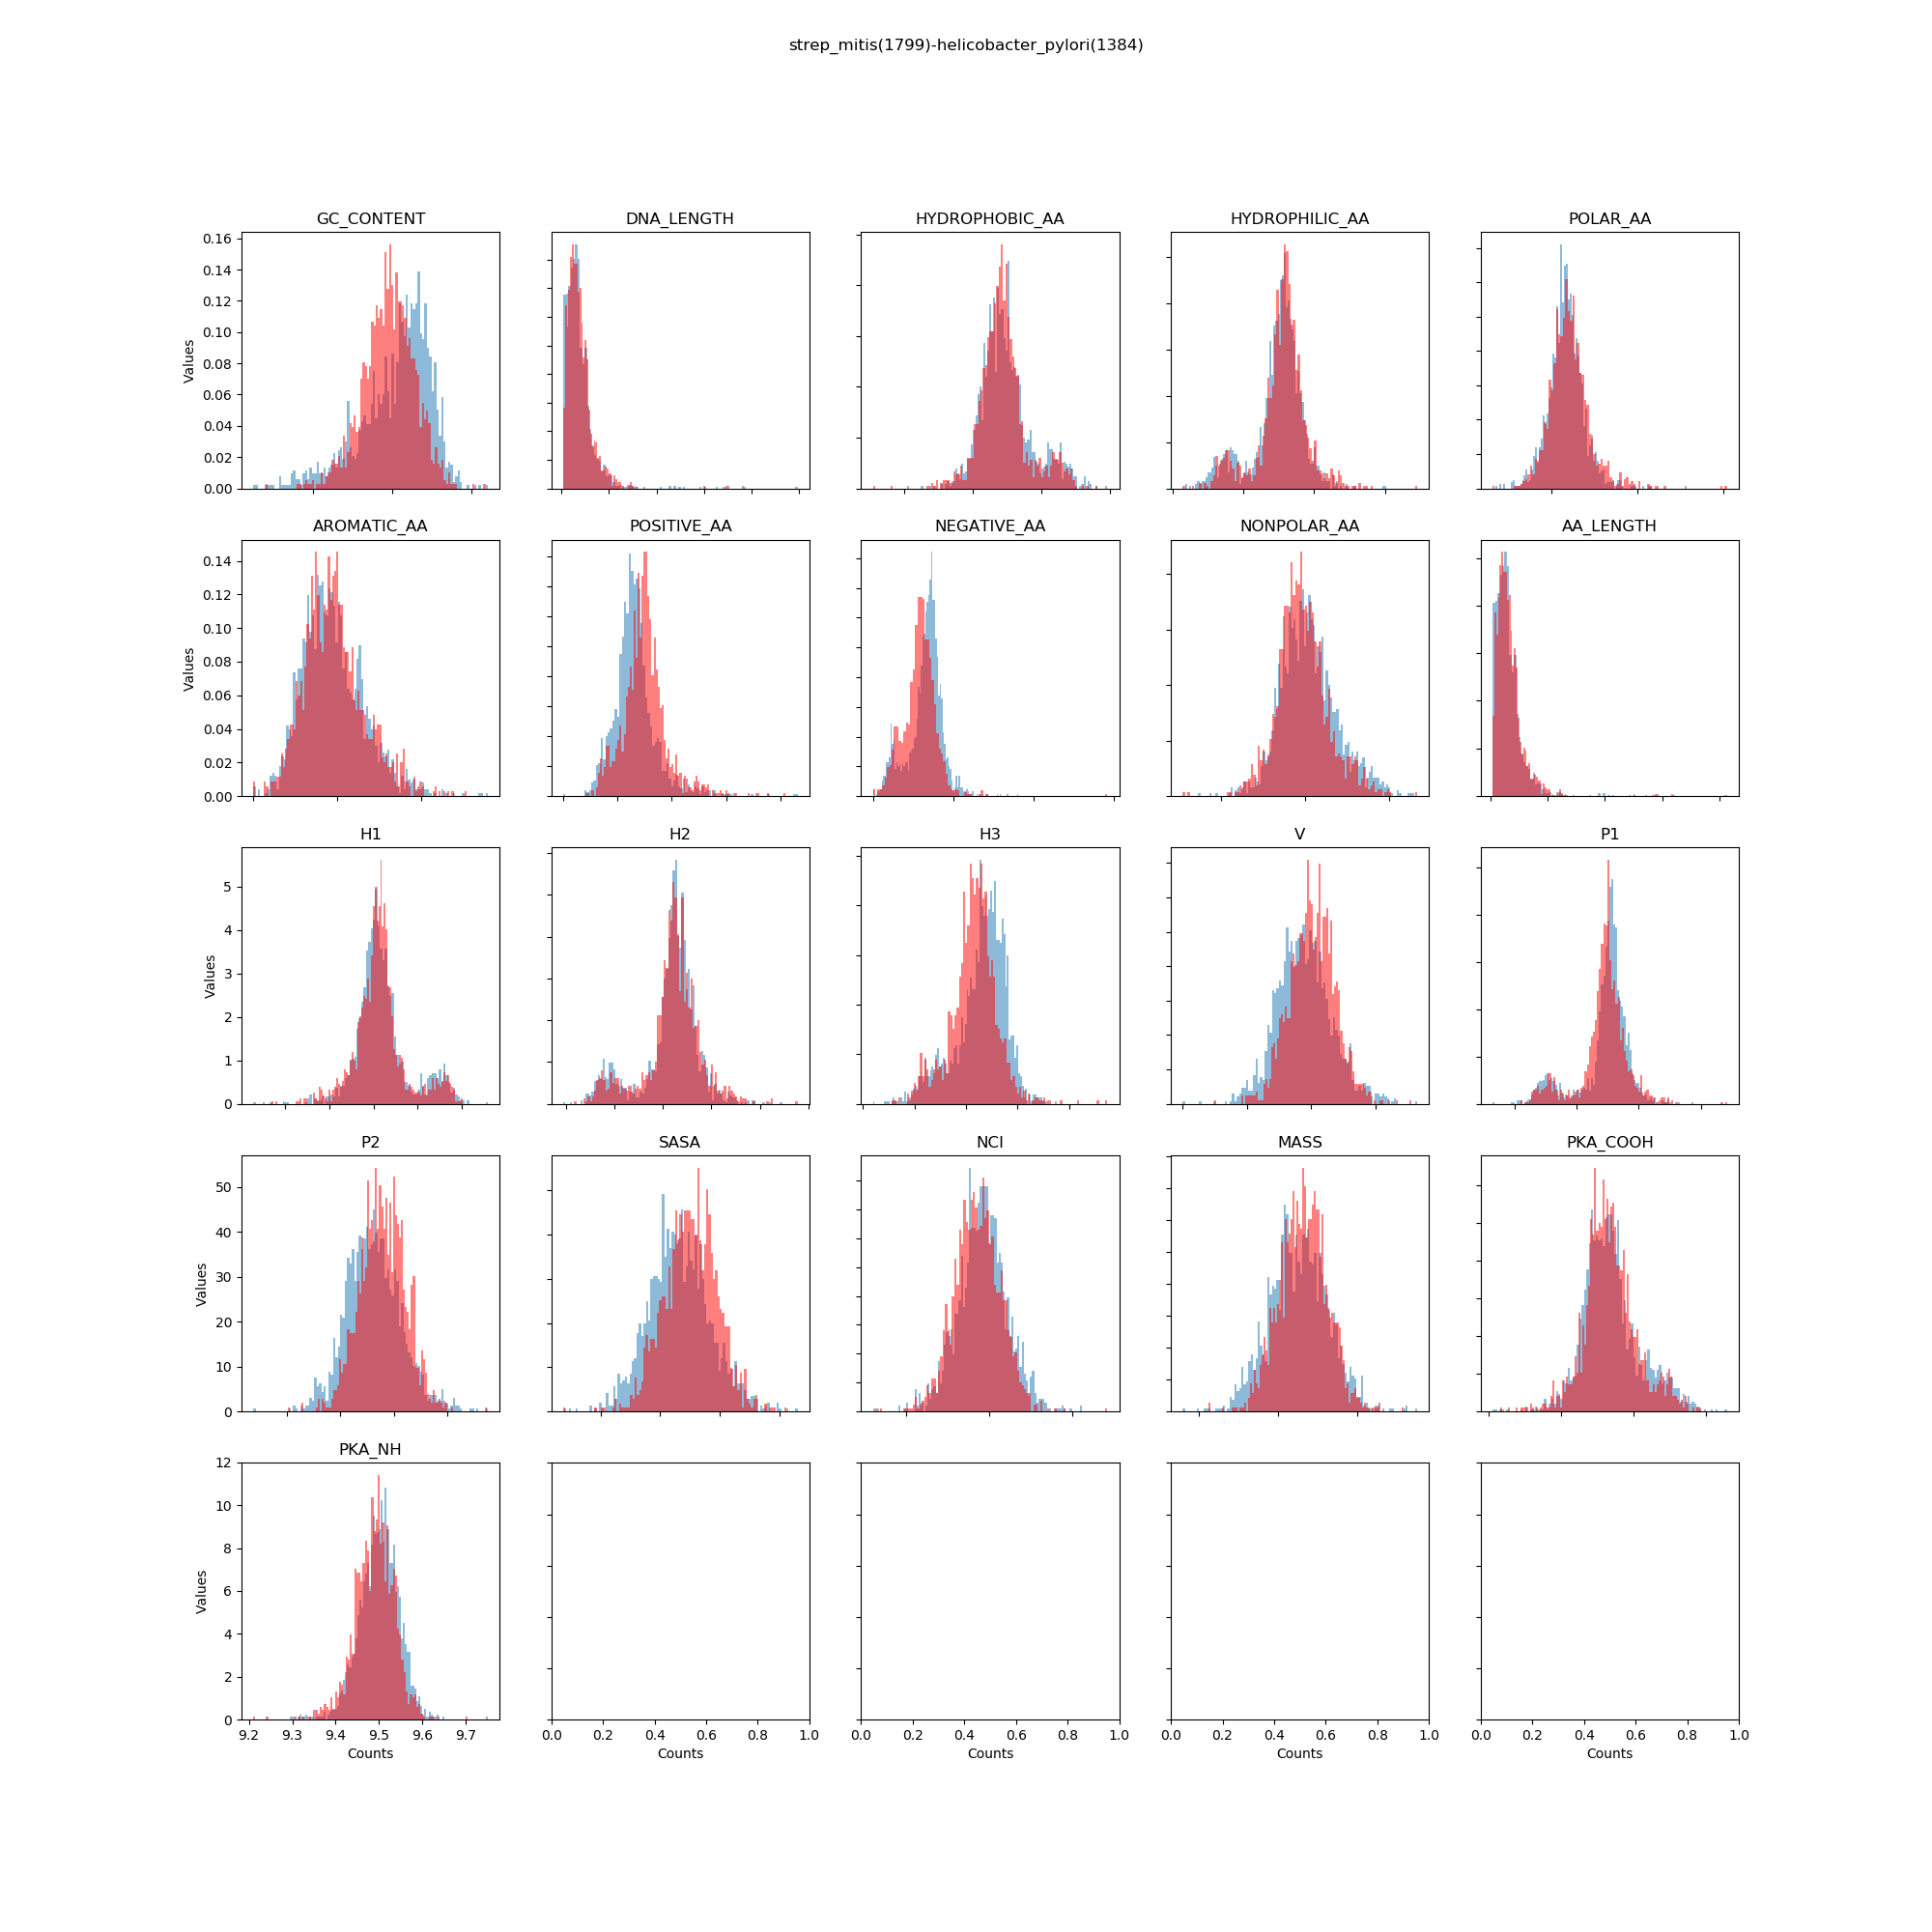 strep_mitis(1799)-helicobacter_pylori(1384)
GC_CONTENT DNA_LENGTH HYDROPHOBIC_AA HYDROPHILIC_AA POLAR_AA
0.16
0.14
0.12
0.10
0.08
0.06
0.04
0.02
0.00
Values
AROMATIC_AA POSITIVE_AA NEGATIVE_AA NONPOLAR_AA AA_LENGTH
0.14
0.12
0.10
0.08
0.06
0.04
0.02
0.00
Values
H1 H2 H3 V P1
5
4
3
2
1
0
Values
P2 SASA NCI MASS PKA_COOH
50
40
30
20
10
0
Values
PKA_NH
12
10
8
6
4
2
0
Values
9.2 9.3 9.4 9.5 9.6 9.7 0.0 0.2 0.4 0.6 0.8 1.0 0.0 0.2 0.4 0.6 0.8 1.0 0.0 0.2 0.4 0.6 0.8 1.0 0.0 0.2 0.4 0.6 0.8 1.0
Counts Counts Counts Counts Counts